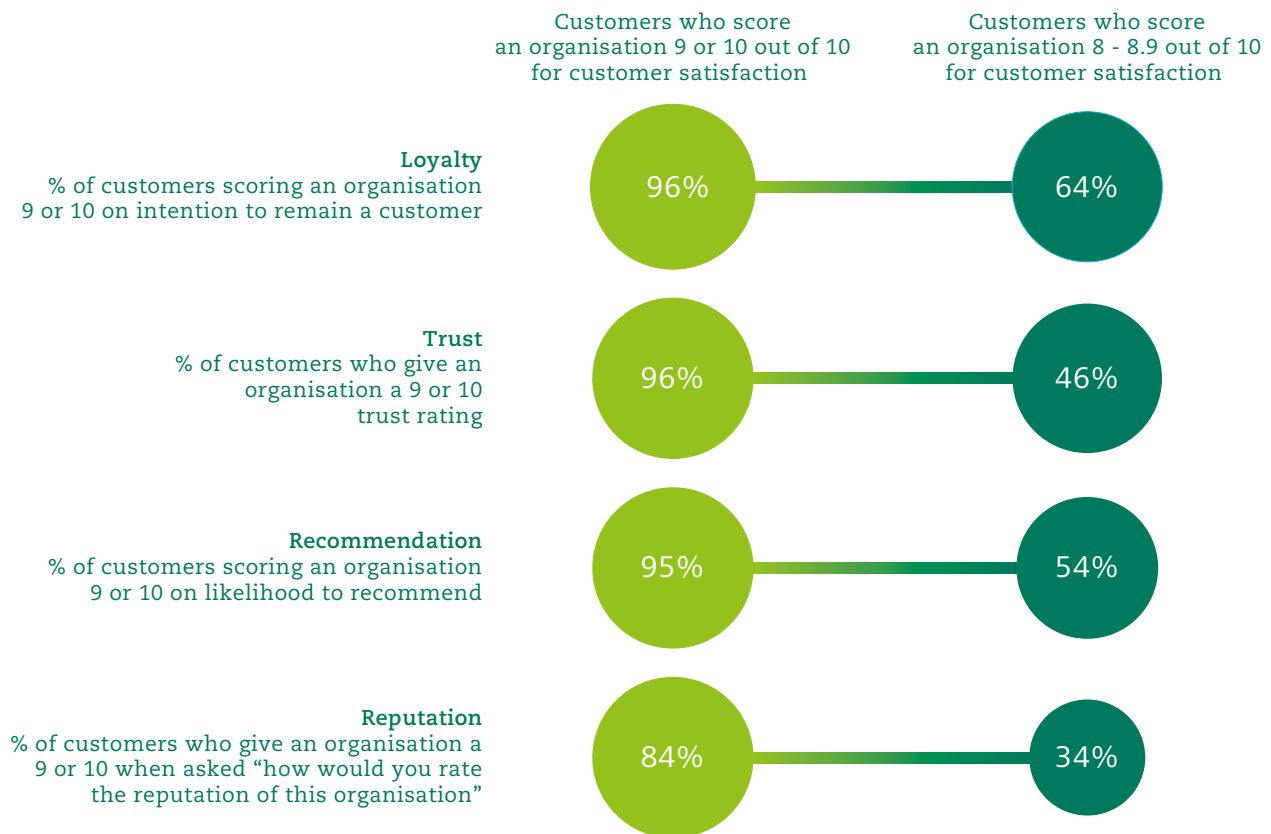 Customers who score
an organisation 9 or 10 out of 10
for customer satisfaction
Customers who score
an organisation 8 - 8.9 out of 10
for customer satisfaction
Loyalty
% of customers scoring an organisation
9 or 10 on intention to remain a customer
96%
64%
Trust
% of customers who give an
organisation a 9 or 10
trust rating
96%
46%
Recommendation
% of customers scoring an organisation
9 or 10 on likelihood to recommend
95%
54%
Reputation
% of customers who give an organisation a
9 or 10 when asked “how would you rate
the reputation of this organisation”
84%
34%